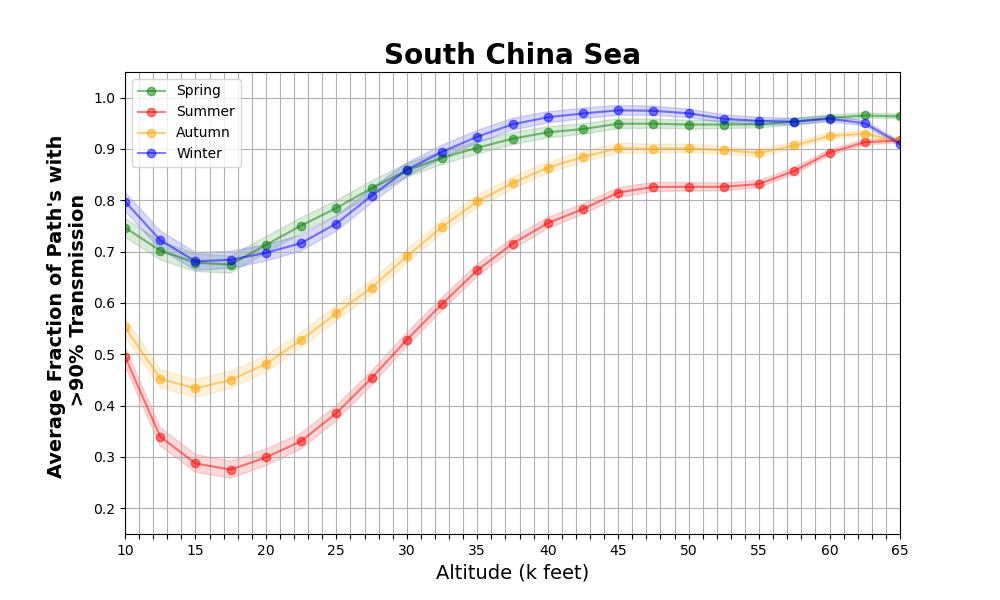 South China Sea
Spring
Summer
Autumn
Winter
1.0
0.9
0.8
0.7
0.6
0.5
0.4
0.3
0.2
Average Fraction of Path's with
>90% Transmission
10 15 20 25 30 35 40 45 50 55 60 65
Altitude (k feet)